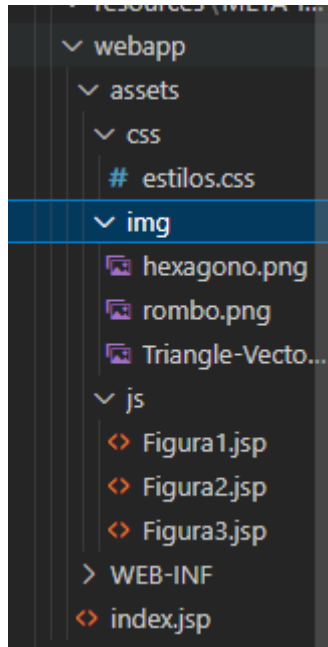 webapp
assets
css
# estilos.css
img
hexagono.png
rombo.png
Triangle-Vecto...
js
<> Figura1.jsp
<> Figura2.jsp
<> Figura3.jsp
WEB-INF
<> index.jsp